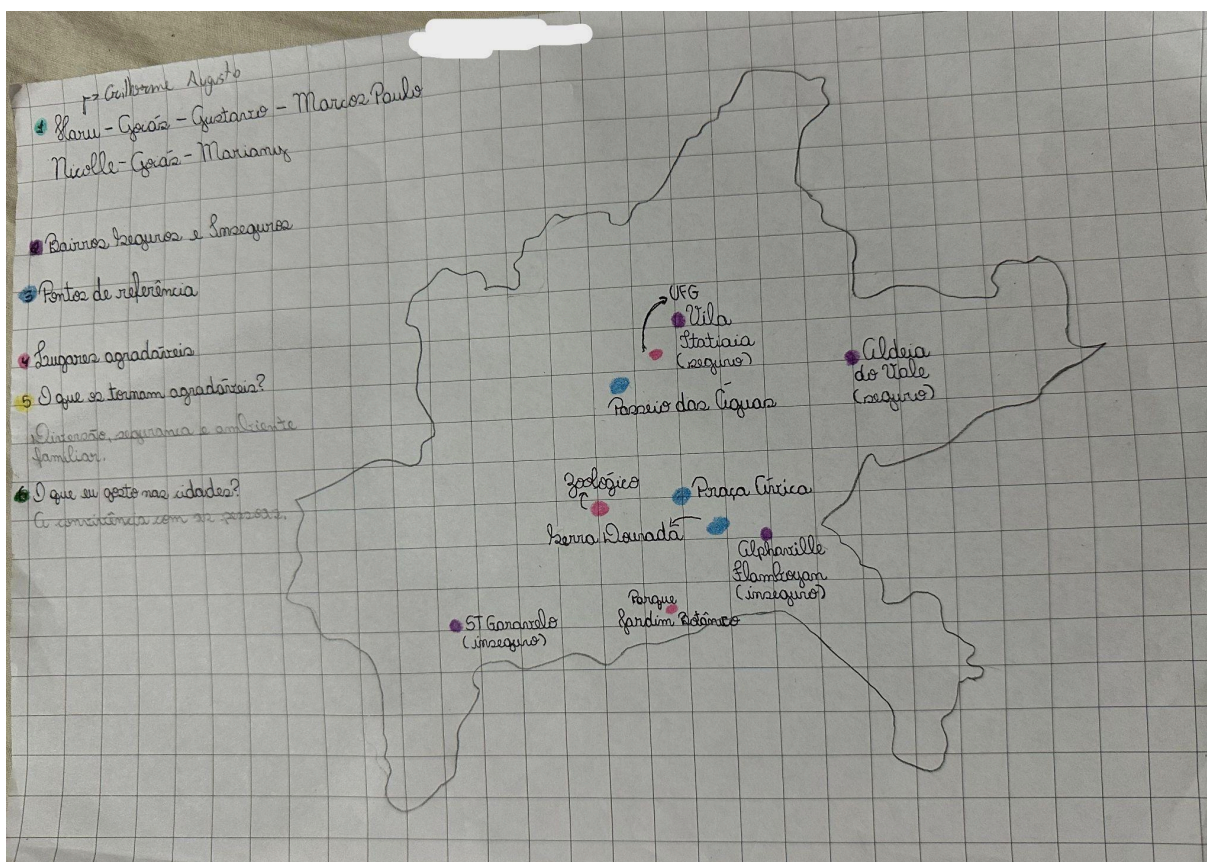 Guilherme Augusto
1 Haru - Goiás - Gustavo - Marcos Paulo
Nicolle - Goiás - Mariany
2 Bairros Seguros e Inseguros
3 Pontos de referência
4 Lugares agradáveis
5 O que os tornam agradáveis?
Diversão, segurança e ambiente
familiar.
6 O que eu gosto nas cidades?
A convivência com as pessoas.
UFG
Vila
Itatiaia
(seguro)
Aldeia
do Vale
(seguro)
Passeio das Águas
Zoológico
Praça Cívica
Serra Dourada
Alphaville
Flamboyan
(inseguro)
Parque
Jardim Botânico
ST Garavelo
(inseguro)